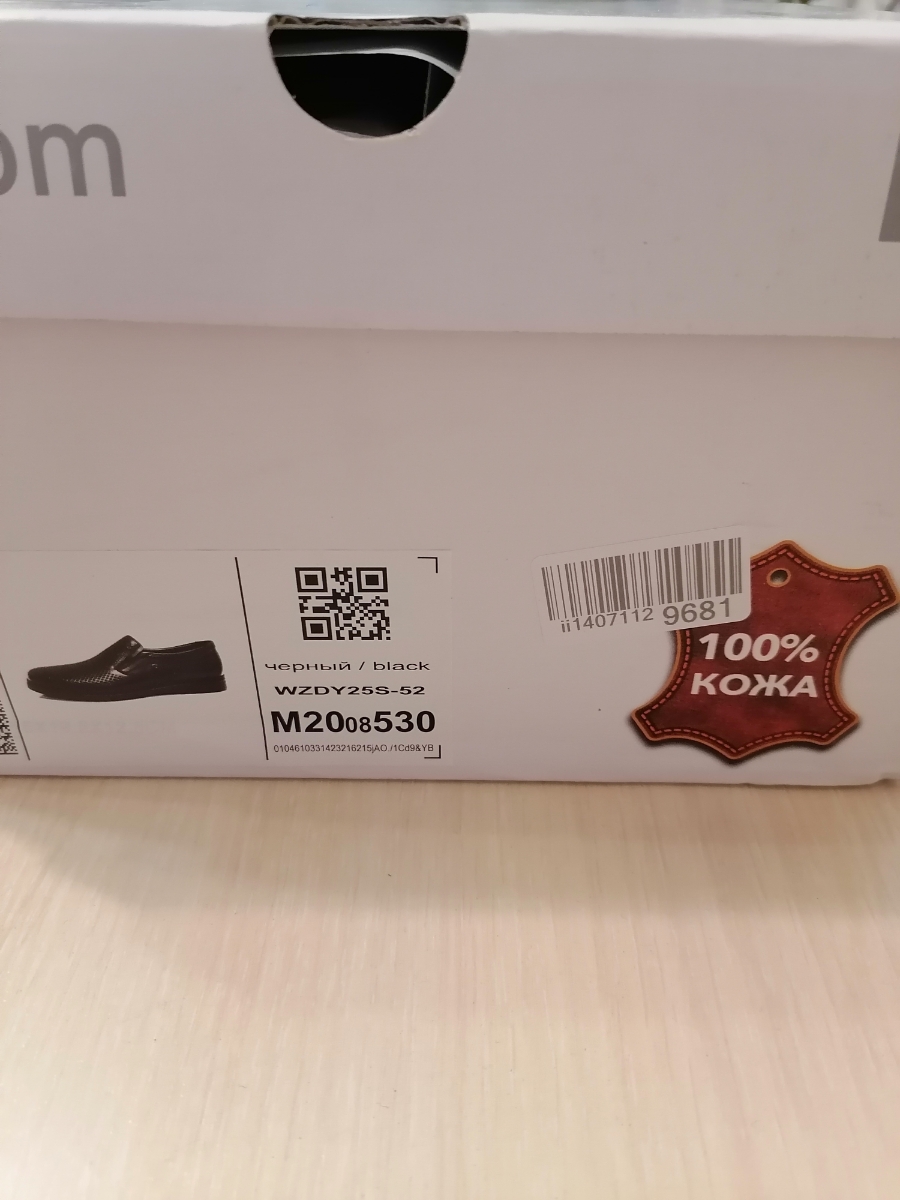 om
ii1407112 9681
100%
КОЖА
черный / black
WZDY25S-52
M2008530
0104610331423216215jAO./1Cd9&YB